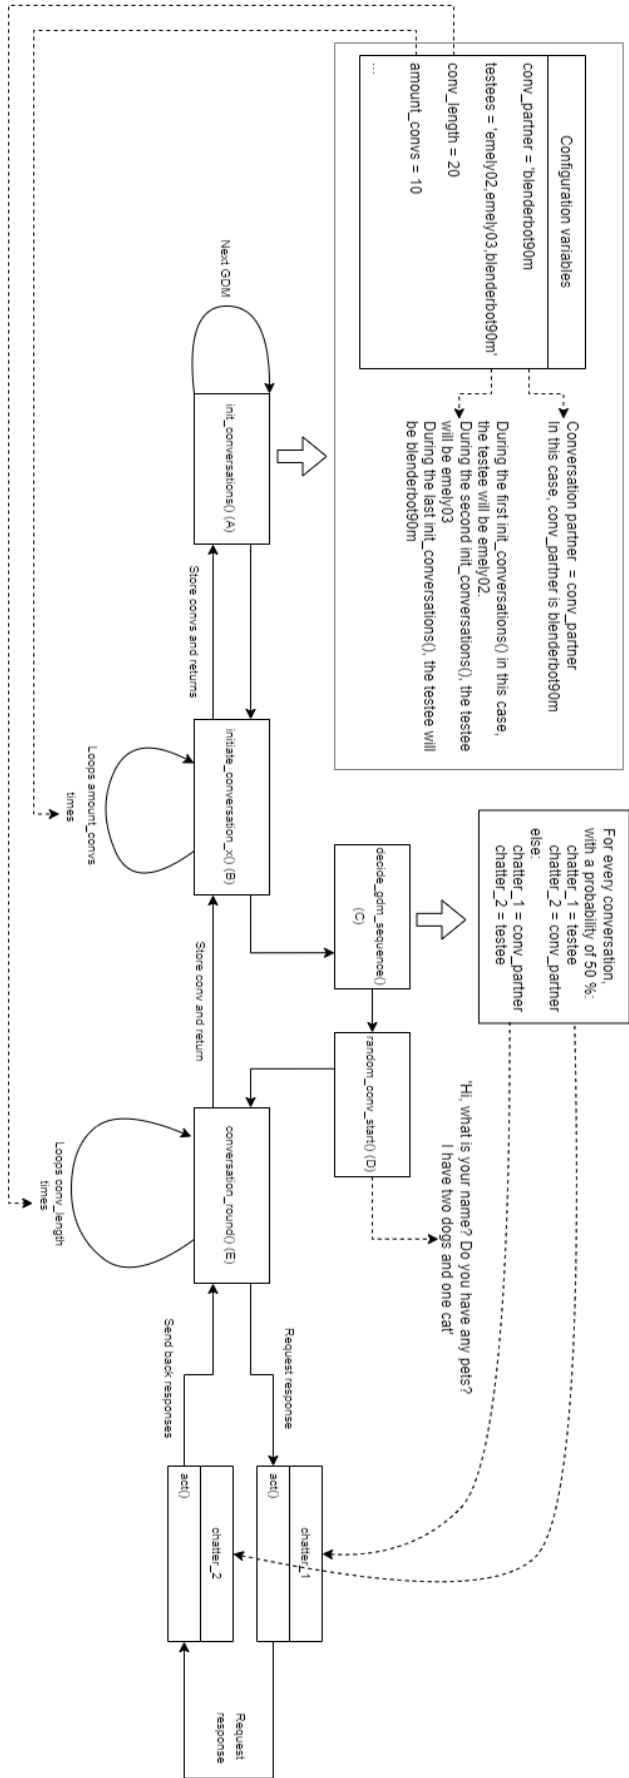 Configuration variables
conv_partner = 'blenderbot90m
testees = 'emely02,emely03,blenderbot90m'
conv_length = 20
amount_convs = 10
...
Conversation partner = conv_partner
In this case, conv_partner is blenderbot90m
During the first init_conversations() in this case,
the testee will be emely02.
During the second init_conversations(), the testee
will be emely03
During the last init_conversations(), the testee will
be blenderbot90m
For every conversation,
with a probability of 50 %:
chatter_1 = testee
chatter_2 = conv_partner
else:
chatter_1 = conv_partner
chatter_2 = testee
decide_gdm_sequence()
(C)
random_conv_start() (D)
'Hi, what is your name? Do you have any pets?
I have two dogs and one cat'
Next GDM
init_conversations() (A)
Store convs and returns
initiate_conversation_x() (B)
Loops amount_convs
times
Store conv and return
conversation_round() (E)
Loops conv_length
times
Request response
Send back responses
chatter_1
act()
chatter_2
act()
Request
response